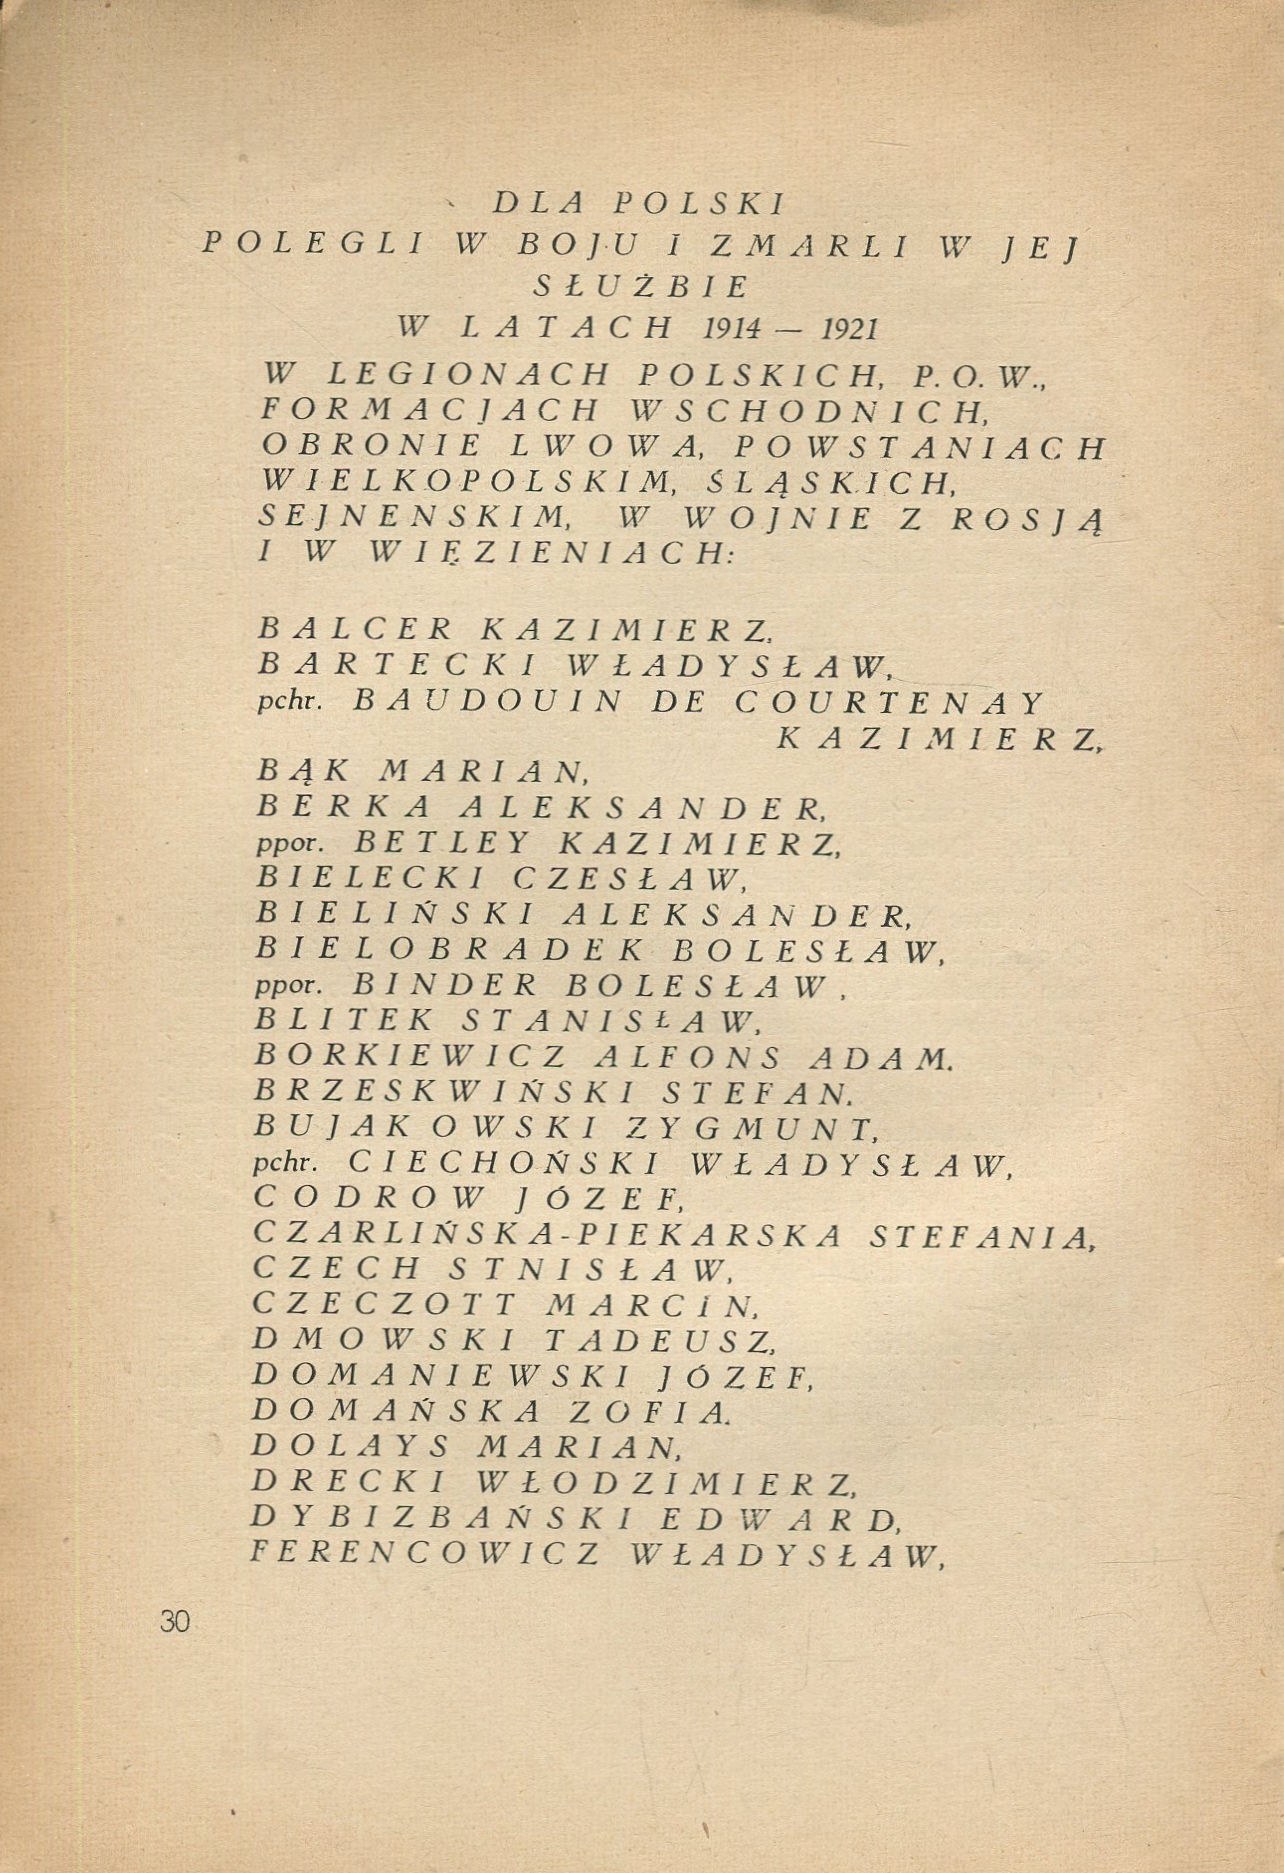 DLA POLSKI
POLEGLI W BOJU I ZMARLI W JEJ
SŁUŻBIE
W LATACH 1914 — 1921
W LEGIONACH POLSKICH, P. O. W.,
FORMACJACH WSCHODNICH,
OBRONIE LWOWA, POWSTANIACH
WIELKOPOLSKIM, ŚLĄSKICH,
SEJNENSKIM, W WOJNIE Z ROSJĄ
I W WIĘZIENIACH:
BALCER KAZIMIERZ,
BARTECKI WŁADYSŁAW,
pchr. BAUDOUIN DE COURTENAY
KAZIMIERZ,
BĄK MARIAN,
BERKA ALEKSANDER,
ppor. BETLEY KAZIMIERZ,
BIELECKI CZESŁAW,
BIELIŃSKI ALEKSANDER,
BIELOBRADEK BOLESŁAW,
ppor. BINDER BOLESŁAW,
BLITEK STANISŁAW,
BORKIEWICZ ALFONS ADAM.
BRZESKWIŃSKI STEFAN.
BUJAKOWSKI ZYGMUNT,
pchr. CIECHOŃSKI WŁADYSŁAW,
CODROW JÓZEF,
CZARLIŃSKA-PIEKARSKA STEFANIA,
CZECH STNISŁAW,
CZECZOTT MARCIN,
DMOWSKI TADEUSZ,
DOMANIEWSKI JÓZEF,
DOMAŃSKA ZOFIA.
DOLAYS MARIAN,
DRECKI WŁODZIMIERZ,
DYBIZBAŃSKI EDWARD,
FERENCOWICZ WŁADYSŁAW,
30